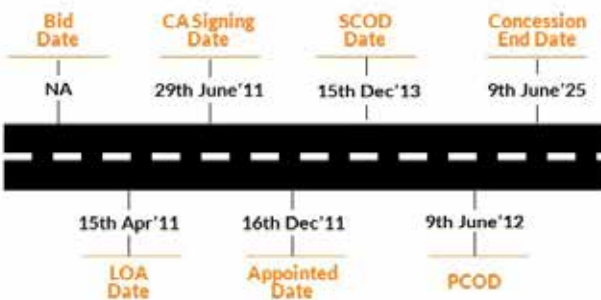 Bid
Date
CA Signing
Date
SCOD
Date
Concession
End Date
NA
29th June'11
15th Dec'13
9th June'25
15th Apr'11
16th Dec'11
9th June'12
LOA
Date
Appointed
Date
PCOD